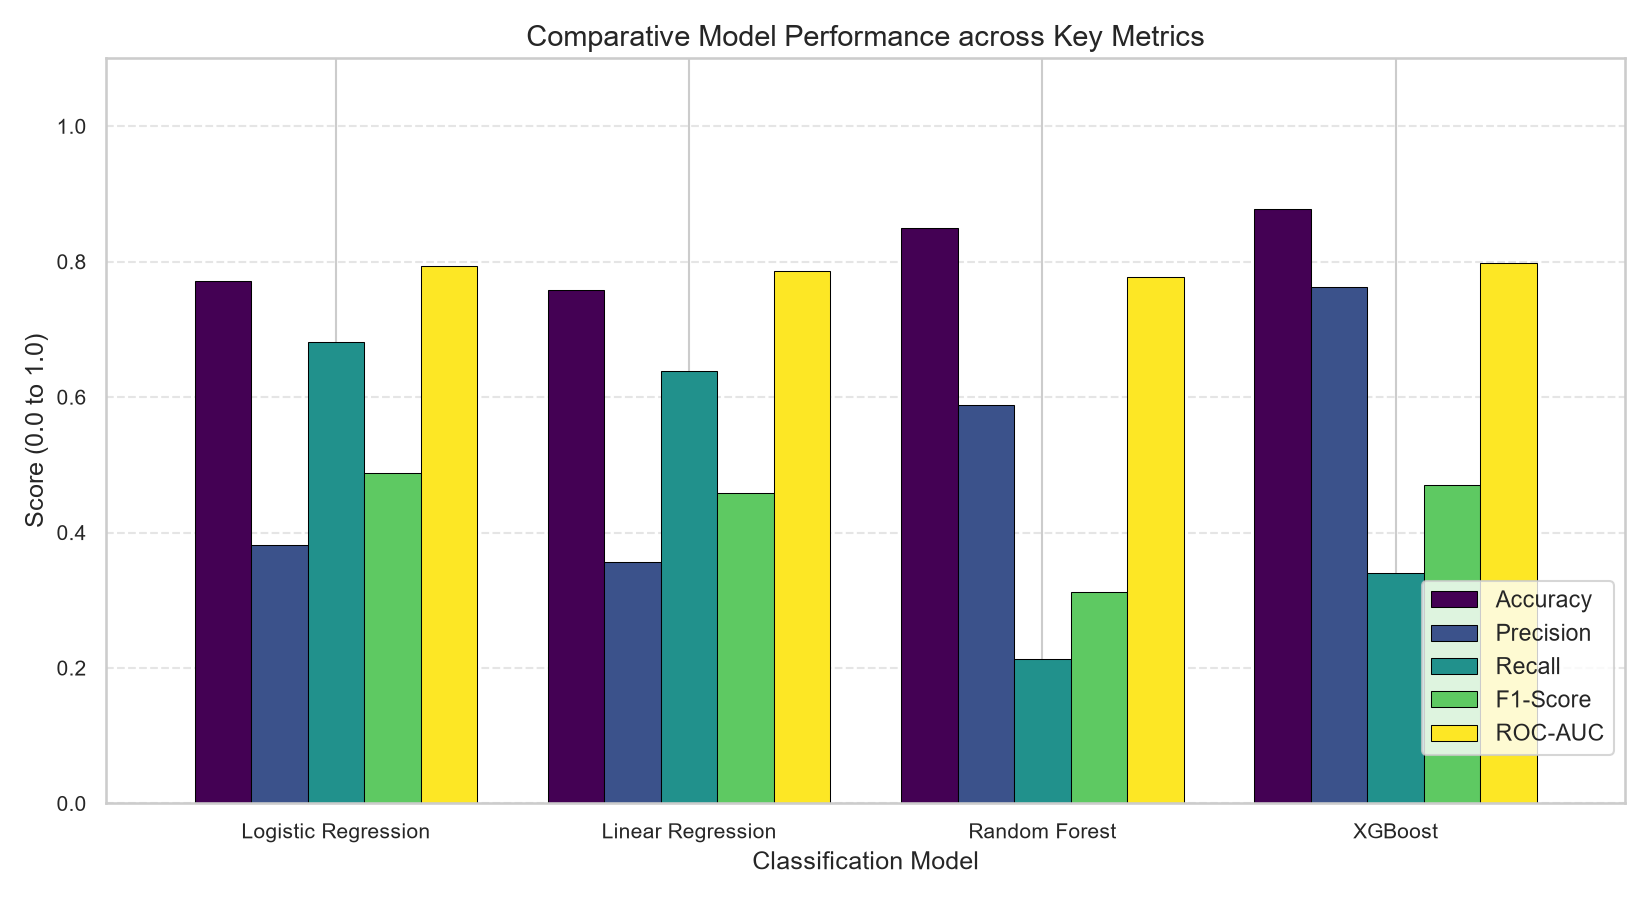 Comparative Model Performance across Key Metrics
1.0
0.8
0.6
0.4
0.2
0.0
Score (0.0 to 1.0)
Accuracy
Precision
Recall
F1-Score
ROC-AUC
Logistic Regression
Linear Regression
Random Forest
XGBoost
Classification Model